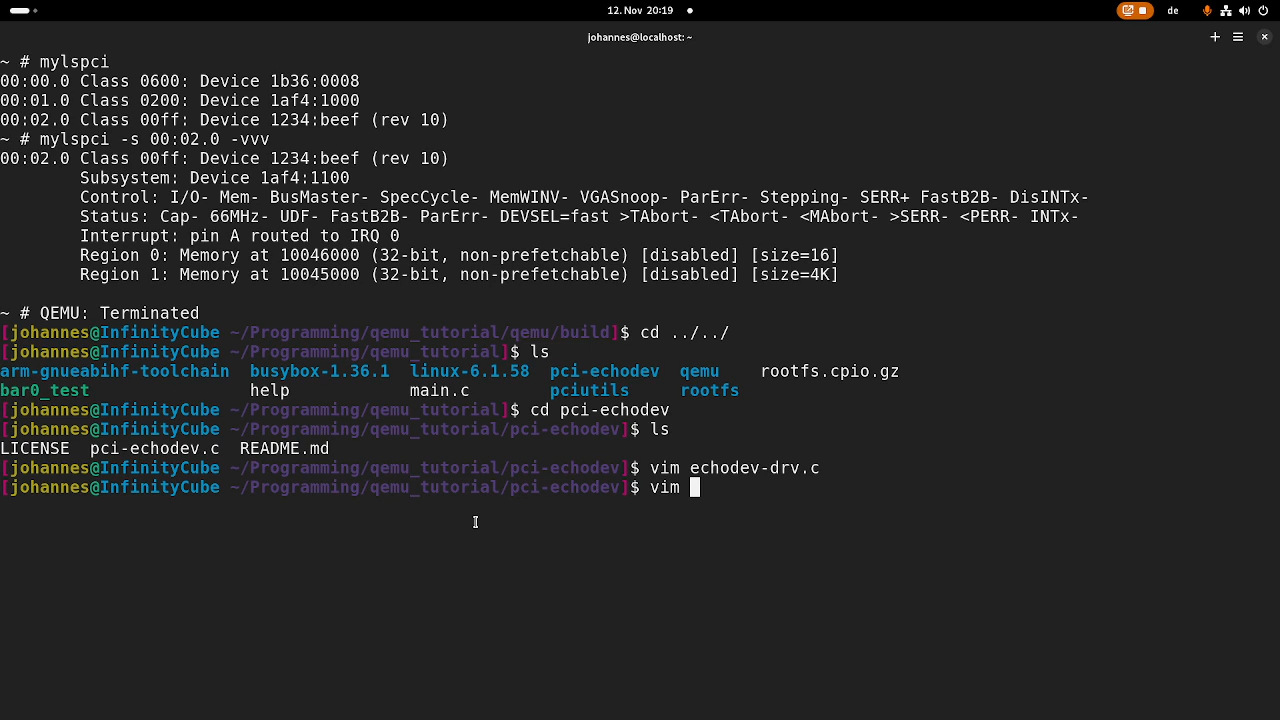 12. Nov 20:19
de
johannes@localhost: ~
~ # mylspci
00:00.0 Class 0600: Device 1b36:0008
00:01.0 Class 0200: Device 1af4:1000
00:02.0 Class 00ff: Device 1234:beef (rev 10)
~ # mylspci -s 00:02.0 -vvv
00:02.0 Class 00ff: Device 1234:beef (rev 10)
        Subsystem: Device 1af4:1100
        Control: I/O- Mem- BusMaster- SpecCycle- MemWINV- VGASnoop- ParErr- Stepping- SERR+ FastB2B- DisINTx-
        Status: Cap- 66MHz- UDF- FastB2B- ParErr- DEVSEL=fast >TAbort- <TAbort- <MAbort- >SERR- <PERR- INTx-
        Interrupt: pin A routed to IRQ 0
        Region 0: Memory at 10046000 (32-bit, non-prefetchable) [disabled] [size=16]
        Region 1: Memory at 10045000 (32-bit, non-prefetchable) [disabled] [size=4K]
~ # QEMU: Terminated
[johannes@InfinityCube ~/Programming/qemu_tutorial/qemu/build]$ cd ../../
[johannes@InfinityCube ~/Programming/qemu_tutorial]$ ls
arm-gnueabihf-toolchain  busybox-1.36.1  linux-6.1.58  pci-echodev  qemu    rootfs.cpio.gz
bar0_test                help            main.c        pciutils     rootfs
[johannes@InfinityCube ~/Programming/qemu_tutorial]$ cd pci-echodev
[johannes@InfinityCube ~/Programming/qemu_tutorial/pci-echodev]$ ls
LICENSE  pci-echodev.c  README.md
[johannes@InfinityCube ~/Programming/qemu_tutorial/pci-echodev]$ vim echodev-drv.c
[johannes@InfinityCube ~/Programming/qemu_tutorial/pci-echodev]$ vim